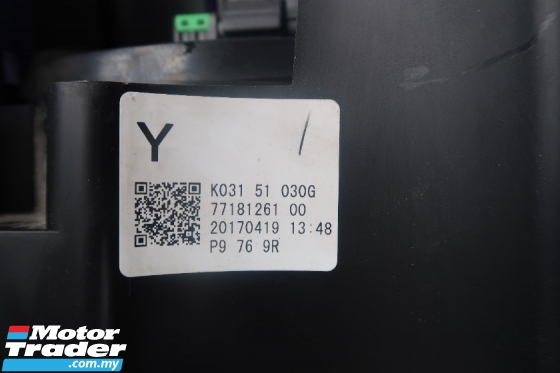 Y /
K031 51 030G
77181261 00
20170419 13:48
P9 76 9R
Motor
Trader
.com.my